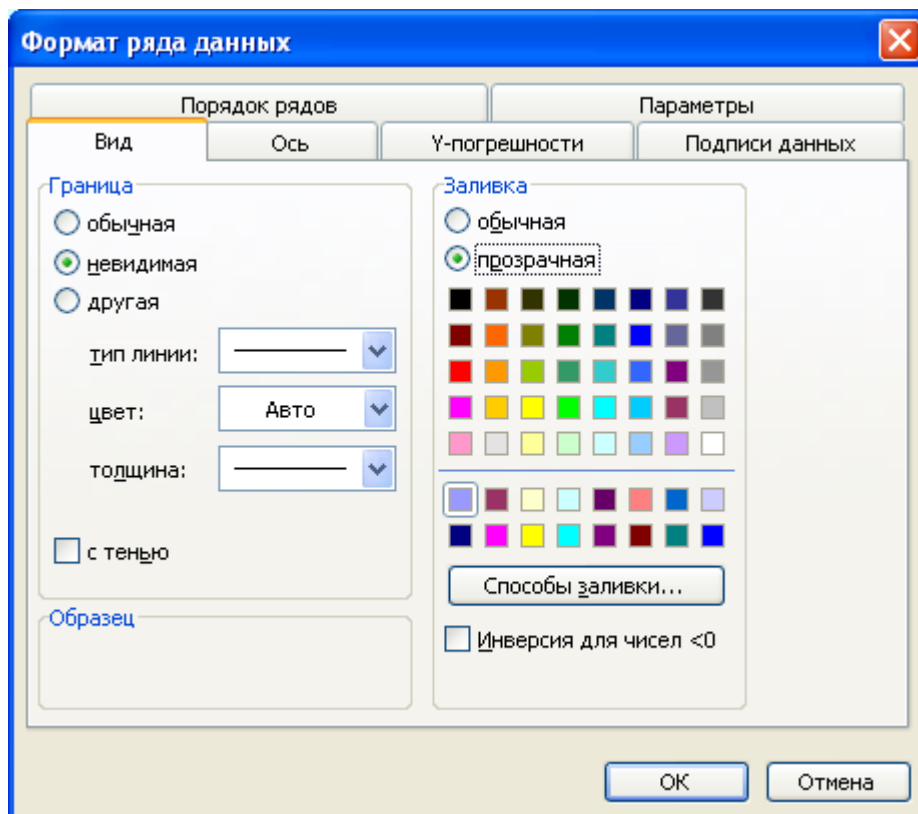 Формат ряда данных
Порядок рядов
Параметры
Вид
Ось
Y-погрешности
Подписи данных
Граница
обычная
невидимая
другая
тип линии:
цвет:
Авто
толщина:
с тенью
Образец
Заливка
обычная
прозрачная
Способы заливки...
Инверсия для чисел <0
ОК
Отмена